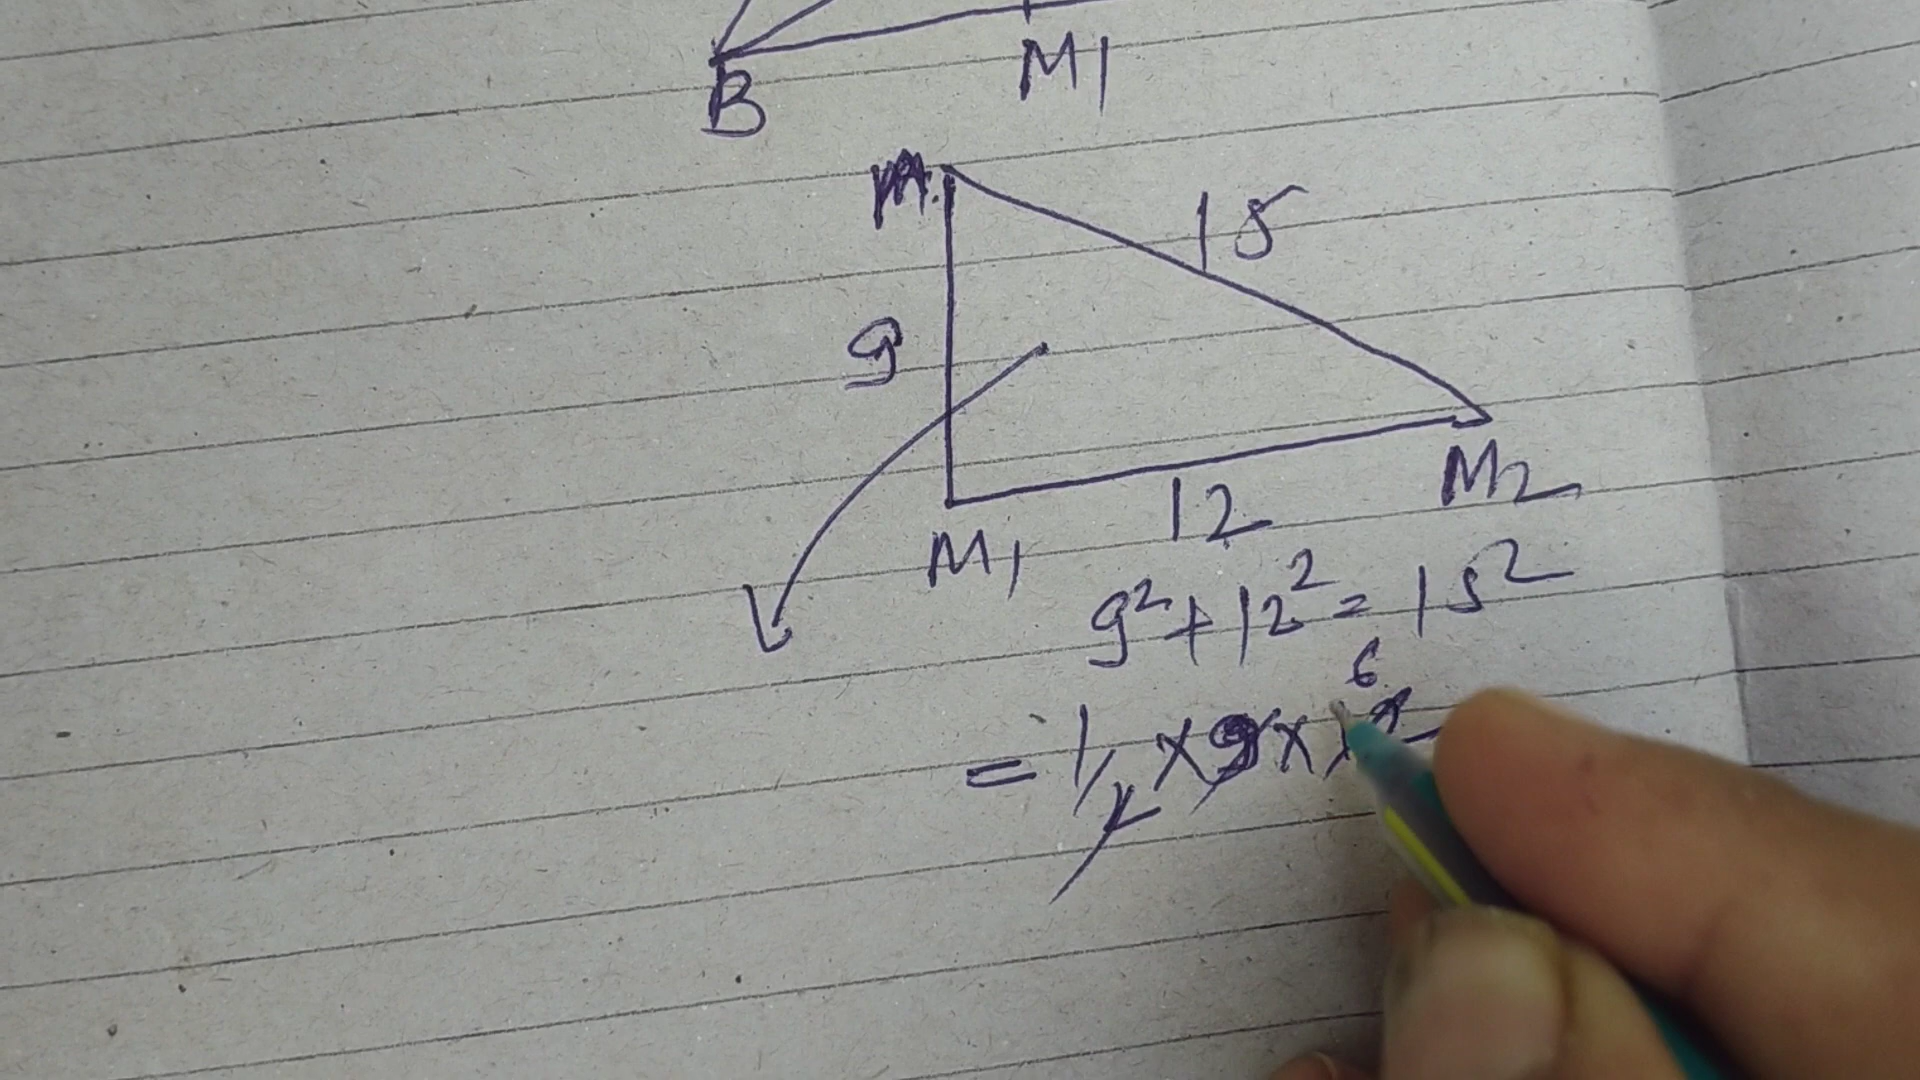 B
M1
M
15
9
12
M2
M1
9² + 12² = 15²
6
= 1/2 × 9 × 12